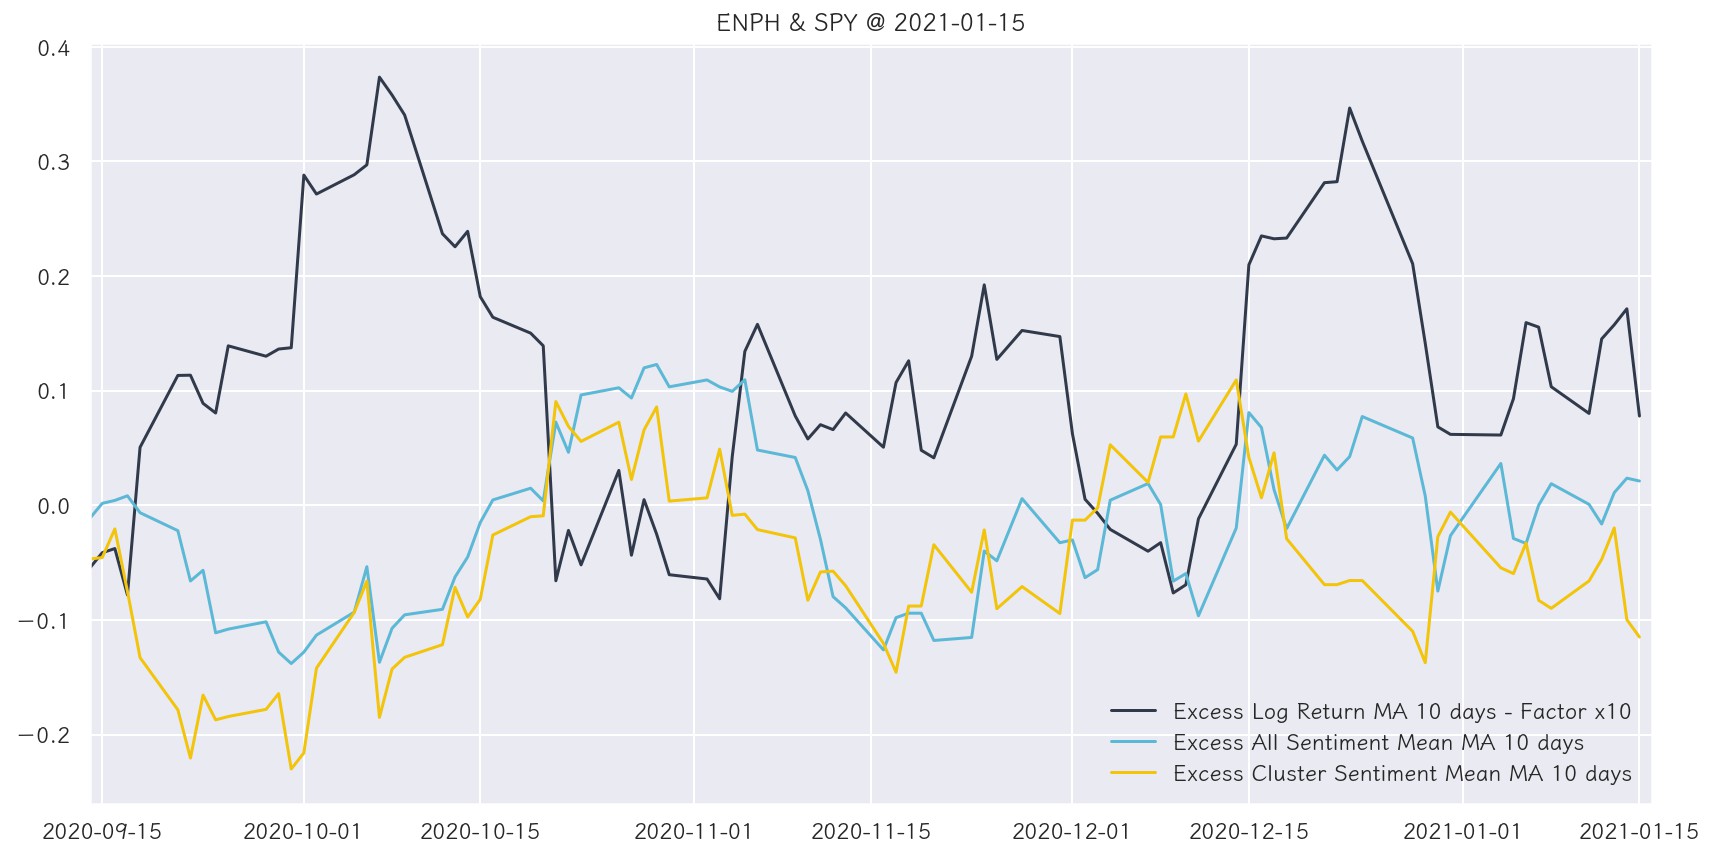 ENPH & SPY @ 2021-01-15
0.4
0.3
0.2
0.1
0.0
−0.1
−0.2
Excess Log Return MA 10 days - Factor x10
Excess All Sentiment Mean MA 10 days
Excess Cluster Sentiment Mean MA 10 days
2020-09-15 2020-10-01 2020-10-15 2020-11-01 2020-11-15 2020-12-01 2020-12-15 2021-01-01 2021-01-15